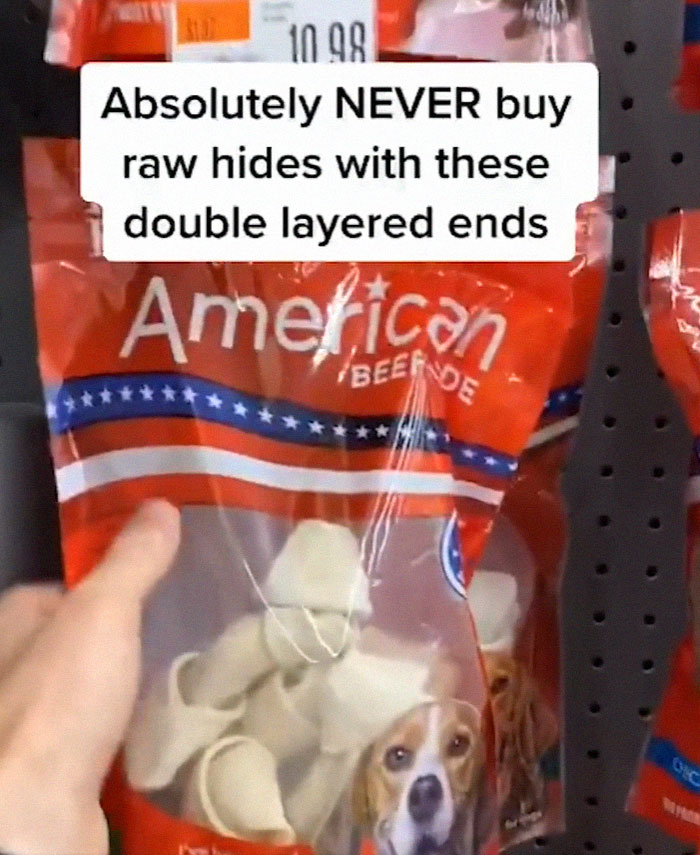 10.98
Absolutely NEVER buy
raw hides with these
double layered ends
American